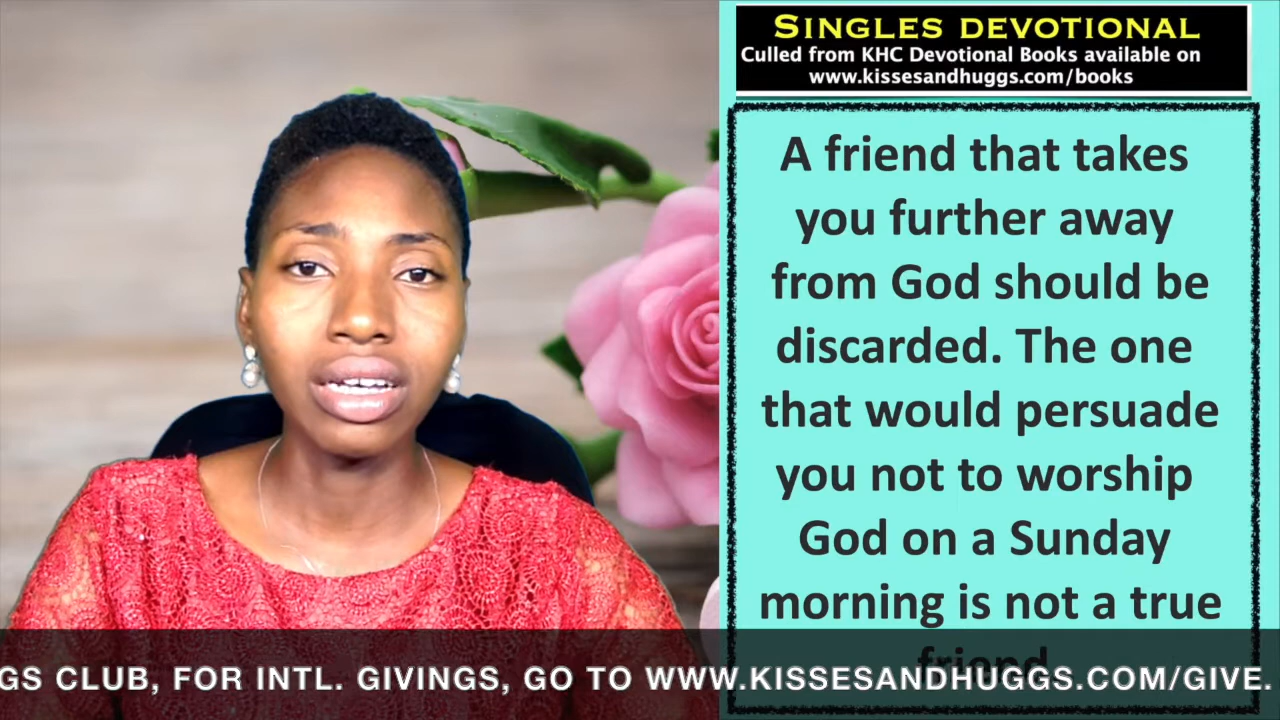 SINGLES DEVOTIONAL
Culled from KHC Devotional Books available on
www.kissesandhuggs.com/books
A friend that takes
you further away
from God should be
discarded. The one
that would persuade
you not to worship
God on a Sunday
morning is not a true
friend
GS CLUB, FOR INTL. GIVINGS, GO TO WWW.KISSESANDHUGGS.COM/GIVE.